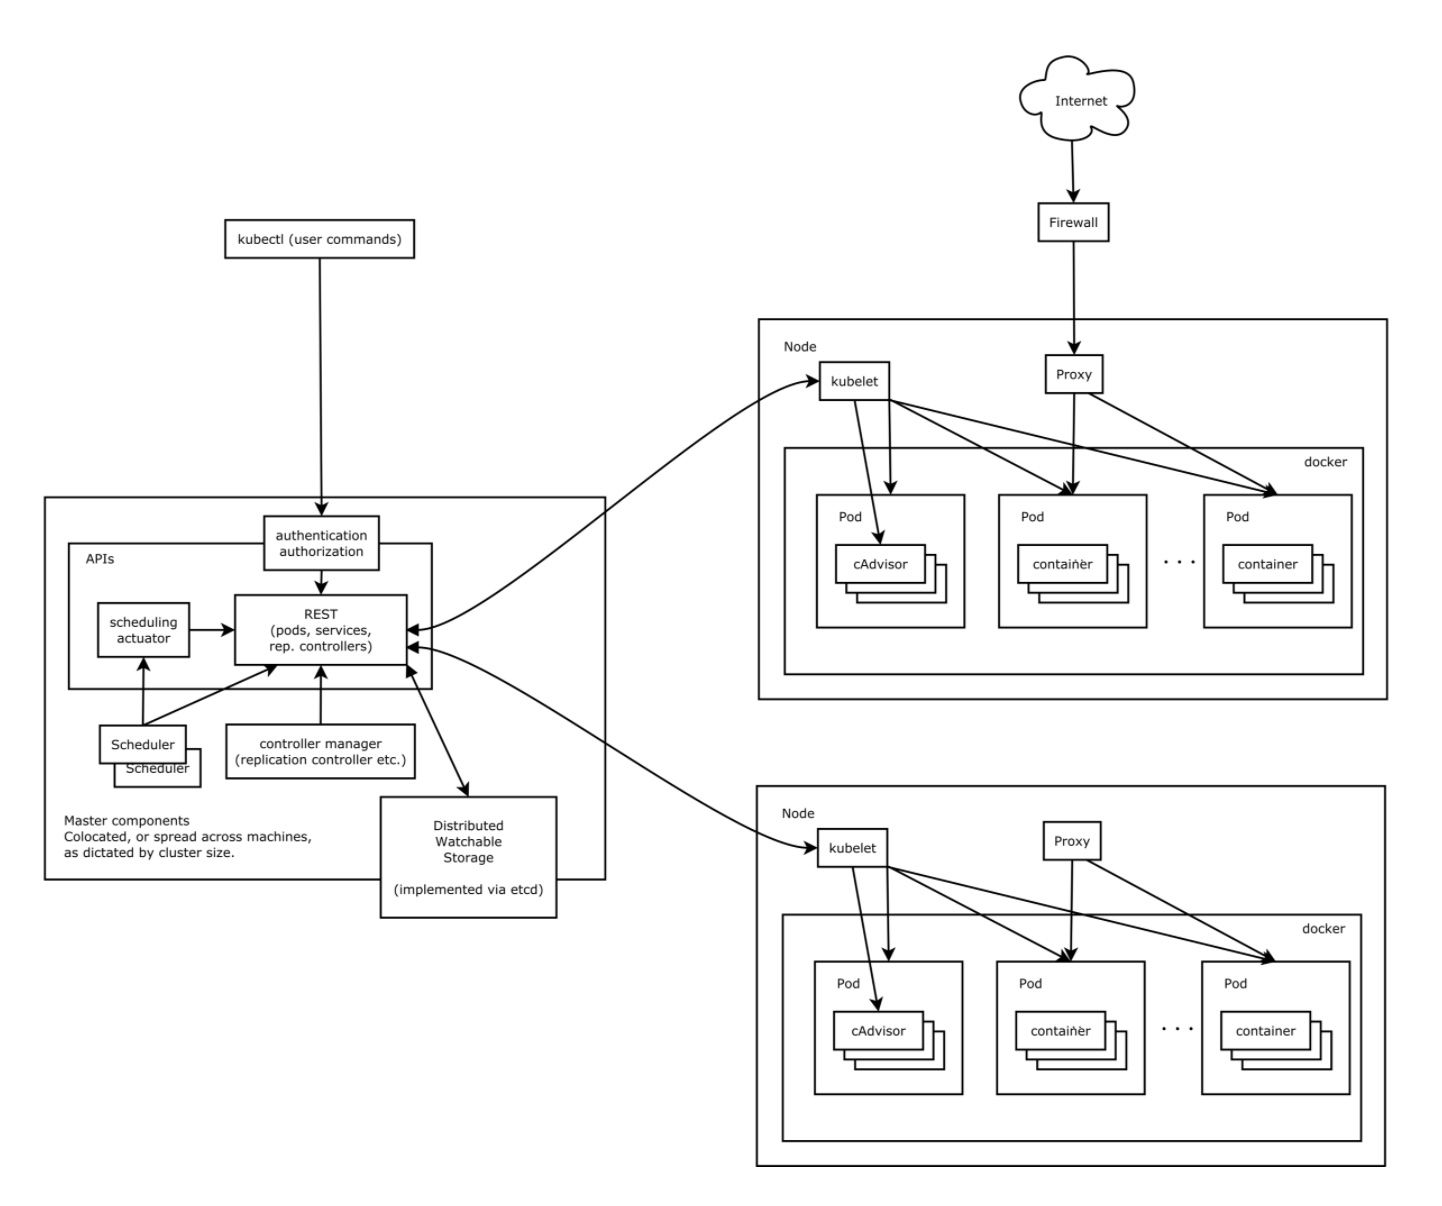 Internet
Firewall
kubectl (user commands)
Node
kubelet
Proxy
docker
Pod
cAdvisor
Pod
container
. . .
Pod
container
authentication
authorization
APIs
REST
(pods, services,
rep. controllers)
scheduling
actuator
Scheduler
Scheduler
controller manager
(replication controller etc.)
Master components
Colocated, or spread across machines,
as dictated by cluster size.
Distributed
Watchable
Storage
(implemented via etcd)
Node
kubelet
Proxy
docker
Pod
cAdvisor
Pod
container
. . .
Pod
container